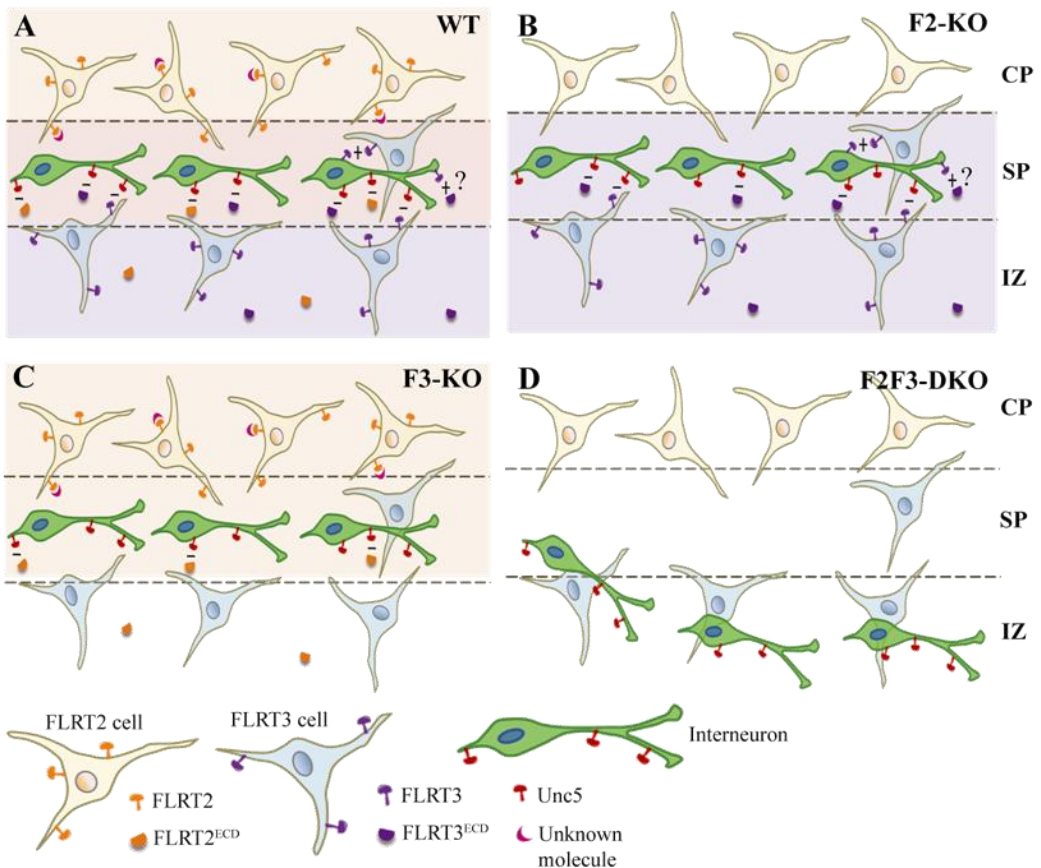 A WT
B F2-KO
CP
SP
IZ
+
+ ?
+
+ ?
- - - - - - - - - -
- - - - - -
C F3-KO
D F2F3-DKO
CP
SP
IZ
- - -
FLRT2 cell
FLRT3 cell
Interneuron
FLRT2
FLRT2ECD
FLRT3
FLRT3ECD
Unc5
Unknown
molecule